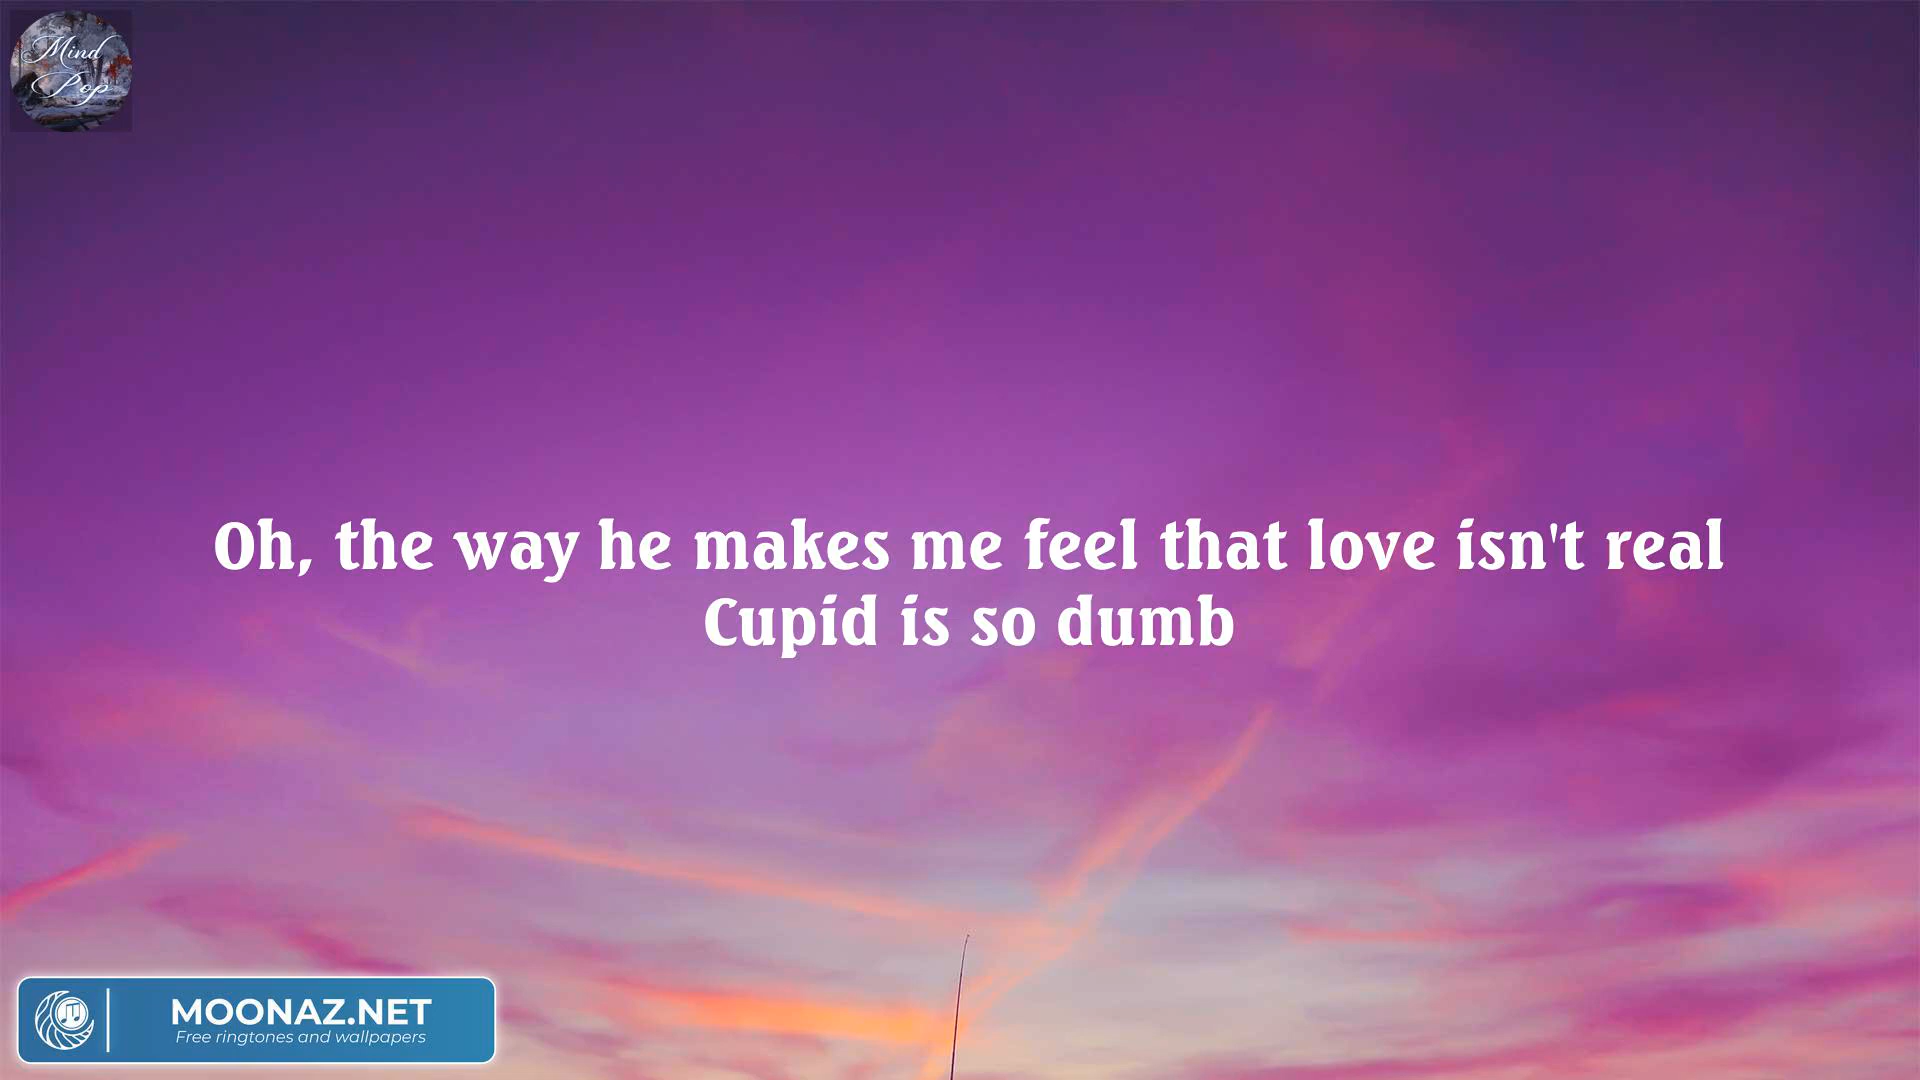 Mind
Pop
Oh, the way he makes me feel that love isn't real
Cupid is so dumb
MOONAZ.NET
Free ringtones and wallpapers